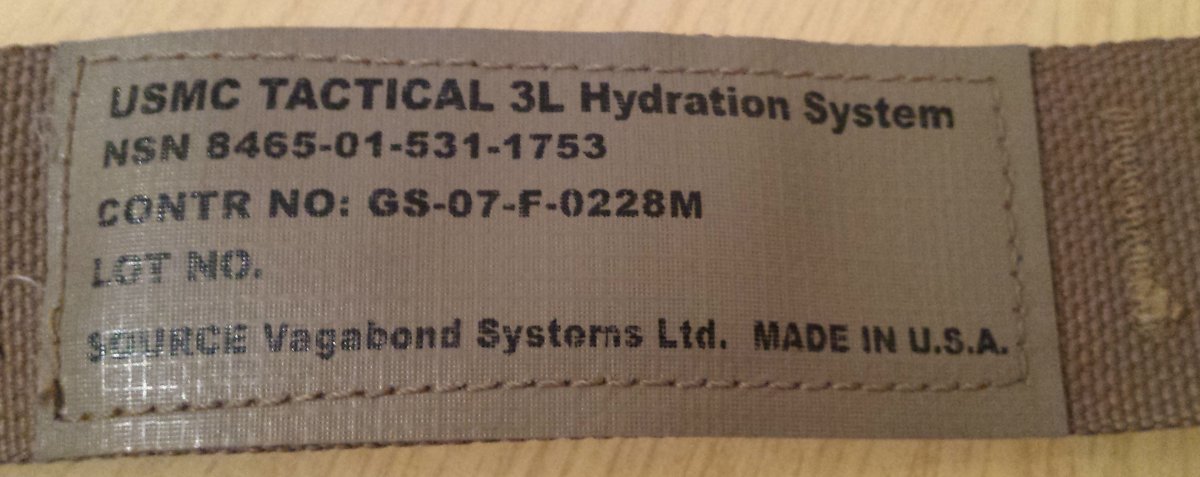 USMC TACTICAL 3L Hydration System
NSN 8465-01-531-1753
CONTR NO: GS-07-F-0228M
LOT NO.
SOURCE Vagabond Systems Ltd. MADE IN U.S.A.